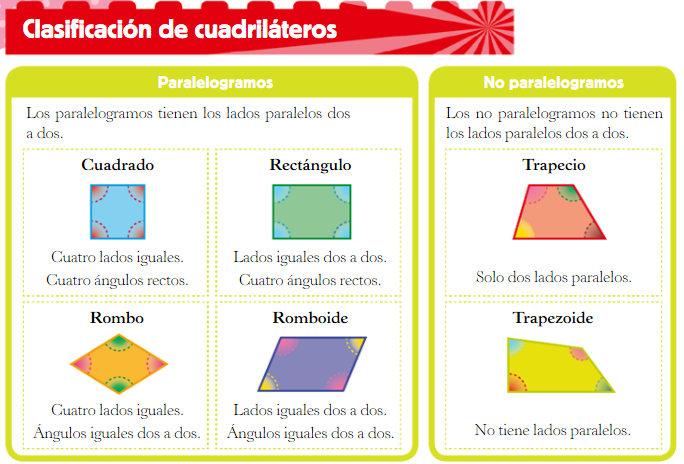 Clasificación de cuadriláteros
Paralelogramos
Los paralelogramos tienen los lados paralelos dos
a dos.
Cuadrado
Cuatro lados iguales.
Cuatro ángulos rectos.
Rectángulo
Lados iguales dos a dos.
Cuatro ángulos rectos.
Rombo
Cuatro lados iguales.
Ángulos iguales dos a dos.
Romboide
Lados iguales dos a dos.
Ángulos iguales dos a dos.
No paralelogramos
Los no paralelogramos no tienen
los lados paralelos dos a dos.
Trapecio
Solo dos lados paralelos.
Trapezoide
No tiene lados paralelos.